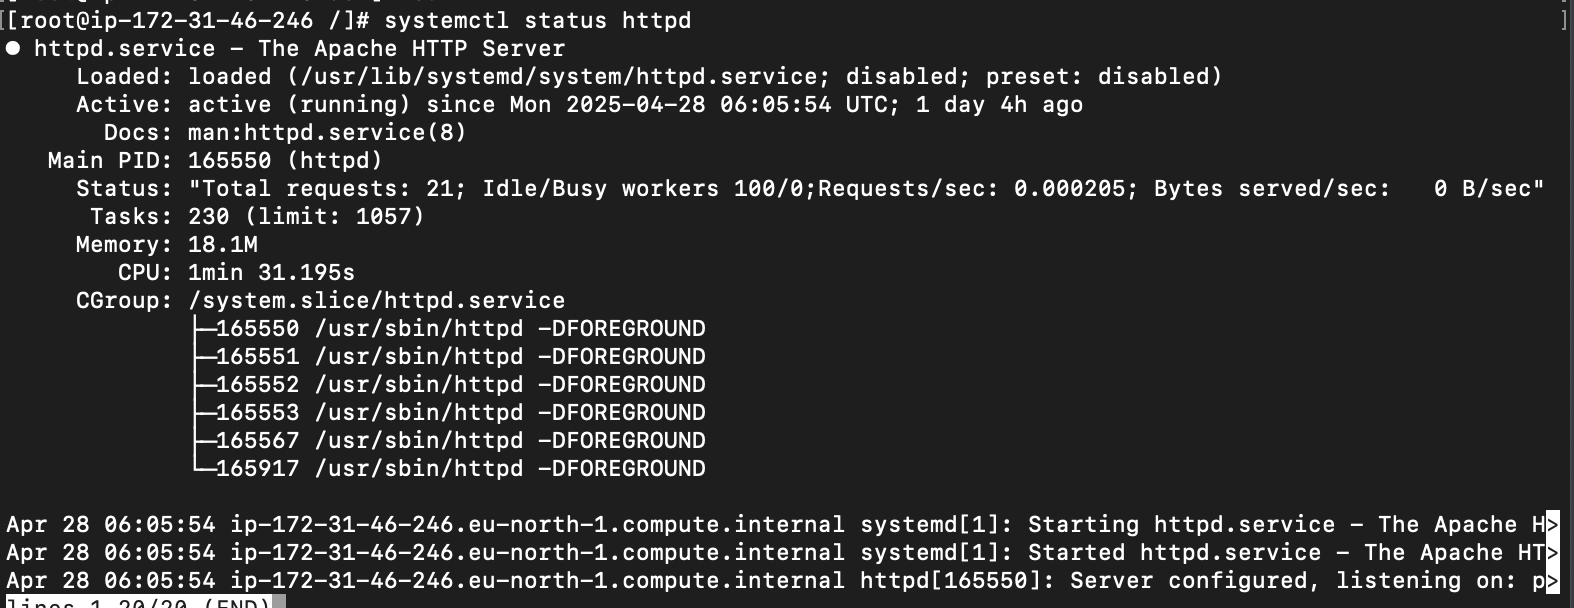 [[root@ip-172-31-46-246 /]# systemctl status httpd ]
● httpd.service - The Apache HTTP Server
     Loaded: loaded (/usr/lib/systemd/system/httpd.service; disabled; preset: disabled)
     Active: active (running) since Mon 2025-04-28 06:05:54 UTC; 1 day 4h ago
       Docs: man:httpd.service(8)
   Main PID: 165550 (httpd)
     Status: "Total requests: 21; Idle/Busy workers 100/0;Requests/sec: 0.000205; Bytes served/sec:   0 B/sec"
      Tasks: 230 (limit: 1057)
     Memory: 18.1M
        CPU: 1min 31.195s
     CGroup: /system.slice/httpd.service
             ├─165550 /usr/sbin/httpd -DFOREGROUND
             ├─165551 /usr/sbin/httpd -DFOREGROUND
             ├─165552 /usr/sbin/httpd -DFOREGROUND
             ├─165553 /usr/sbin/httpd -DFOREGROUND
             ├─165567 /usr/sbin/httpd -DFOREGROUND
             └─165917 /usr/sbin/httpd -DFOREGROUND
Apr 28 06:05:54 ip-172-31-46-246.eu-north-1.compute.internal systemd[1]: Starting httpd.service - The Apache H>
Apr 28 06:05:54 ip-172-31-46-246.eu-north-1.compute.internal systemd[1]: Started httpd.service - The Apache HT>
Apr 28 06:05:54 ip-172-31-46-246.eu-north-1.compute.internal httpd[165550]: Server configured, listening on: p>
lines 1-20/20 (END)